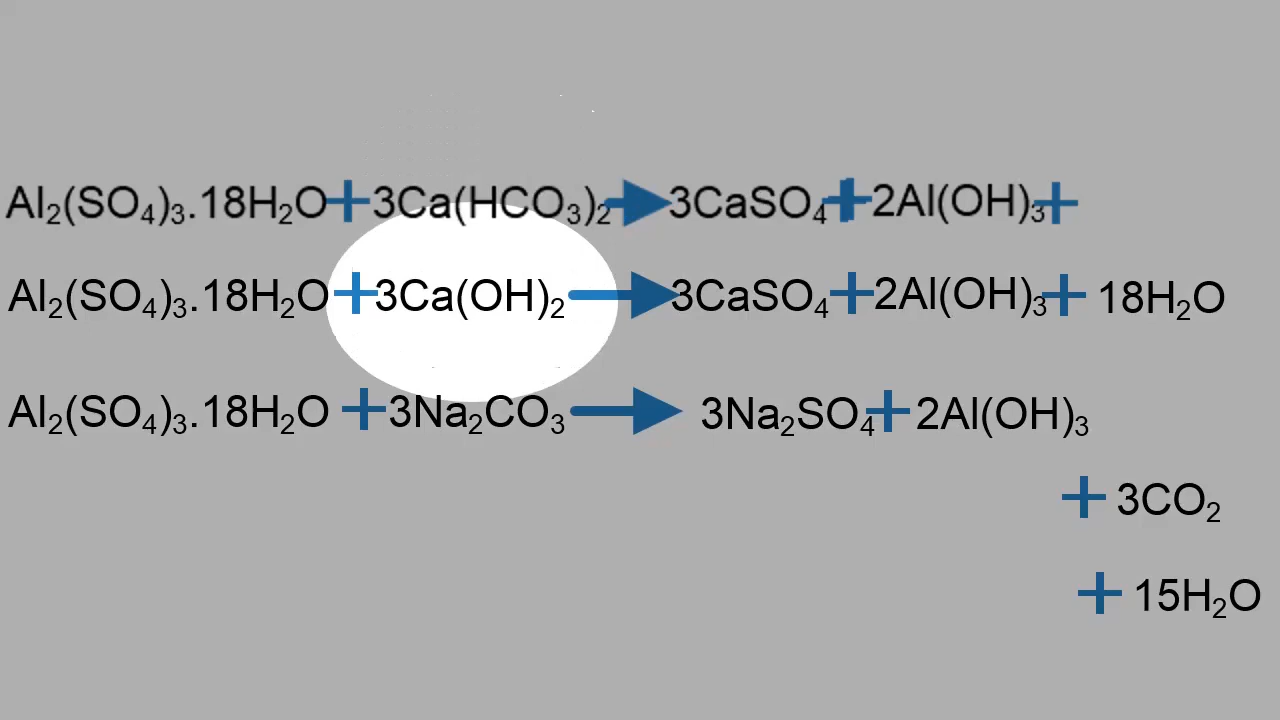 Al₂(SO₄)₃.18H₂O + 3Ca(HCO₃)₂ → 3CaSO₄ + 2Al(OH)₃ +
Al₂(SO₄)₃.18H₂O + 3Ca(OH)₂ → 3CaSO₄ + 2Al(OH)₃ + 18H₂O
Al₂(SO₄)₃.18H₂O + 3Na₂CO₃ → 3Na₂SO₄ + 2Al(OH)₃
+ 3CO₂
+ 15H₂O